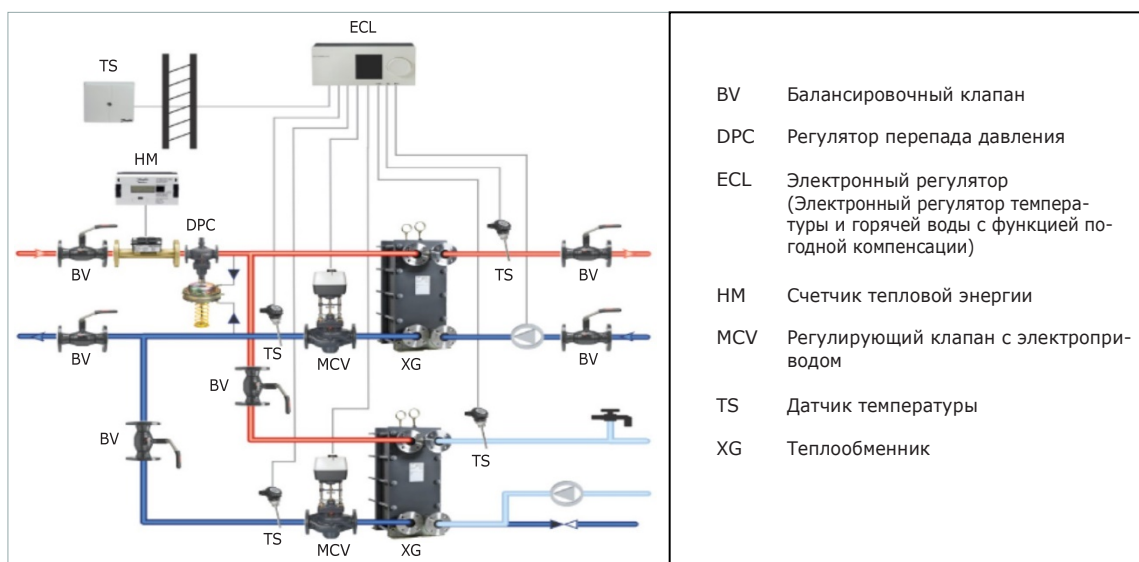 ECL
TS
HM
DPC
BV
TS
BV
BV
TS
MCV
XG
BV
BV
BV
TS
TS
MCV
XG
BV Балансировочный клапан
DPC Регулятор перепада давления
ECL Электронный регулятор
(Электронный регулятор темпера-
туры и горячей воды с функцией по-
годной компенсации)
HM Счетчик тепловой энергии
MCV Регулирующий клапан с электропри-
водом
TS Датчик температуры
XG Теплообменник